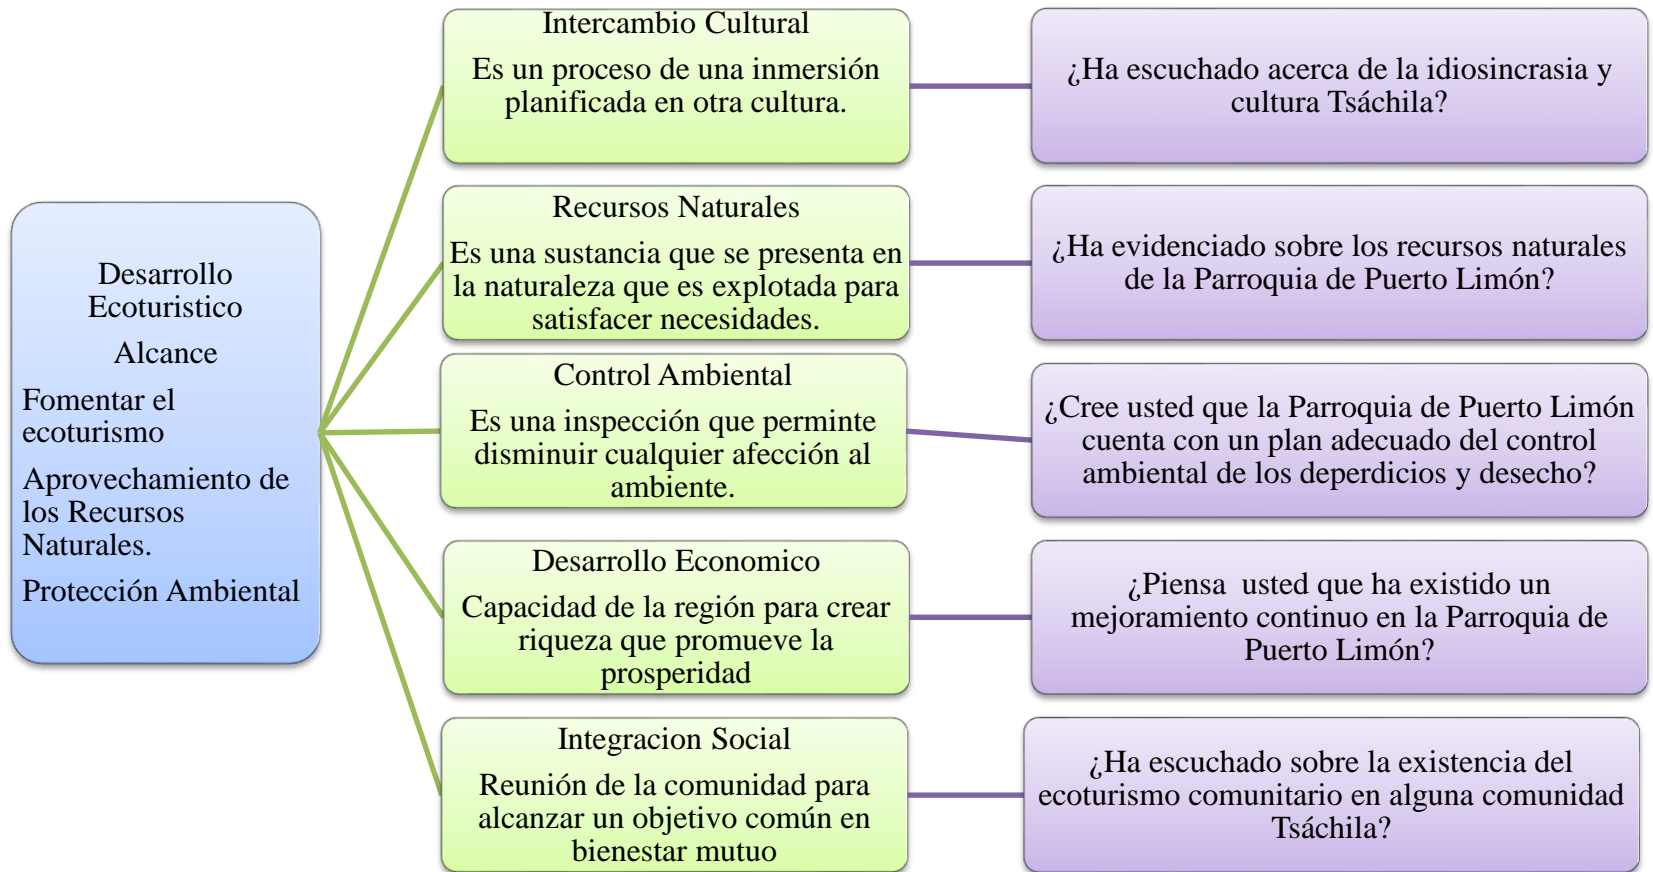 Desarrollo
Ecoturistico
Alcance
Fomentar el
ecoturismo
Aprovechamiento de
los Recursos
Naturales.
Protección Ambiental
Intercambio Cultural
Es un proceso de una inmersión
planificada en otra cultura.
¿Ha escuchado acerca de la idiosincrasia y
cultura Tsáchila?
Recursos Naturales
Es una sustancia que se presenta en
la naturaleza que es explotada para
satisfacer necesidades.
¿Ha evidenciado sobre los recursos naturales
de la Parroquia de Puerto Limón?
Control Ambiental
Es una inspección que perminte
disminuir cualquier afección al
ambiente.
¿Cree usted que la Parroquia de Puerto Limón
cuenta con un plan adecuado del control
ambiental de los deperdicios y desecho?
Desarrollo Economico
Capacidad de la región para crear
riqueza que promueve la
prosperidad
¿Piensa  usted que ha existido un
mejoramiento continuo en la Parroquia de
Puerto Limón?
Integracion Social
Reunión de la comunidad para
alcanzar un objetivo común en
bienestar mutuo
¿Ha escuchado sobre la existencia del
ecoturismo comunitario en alguna comunidad
Tsáchila?